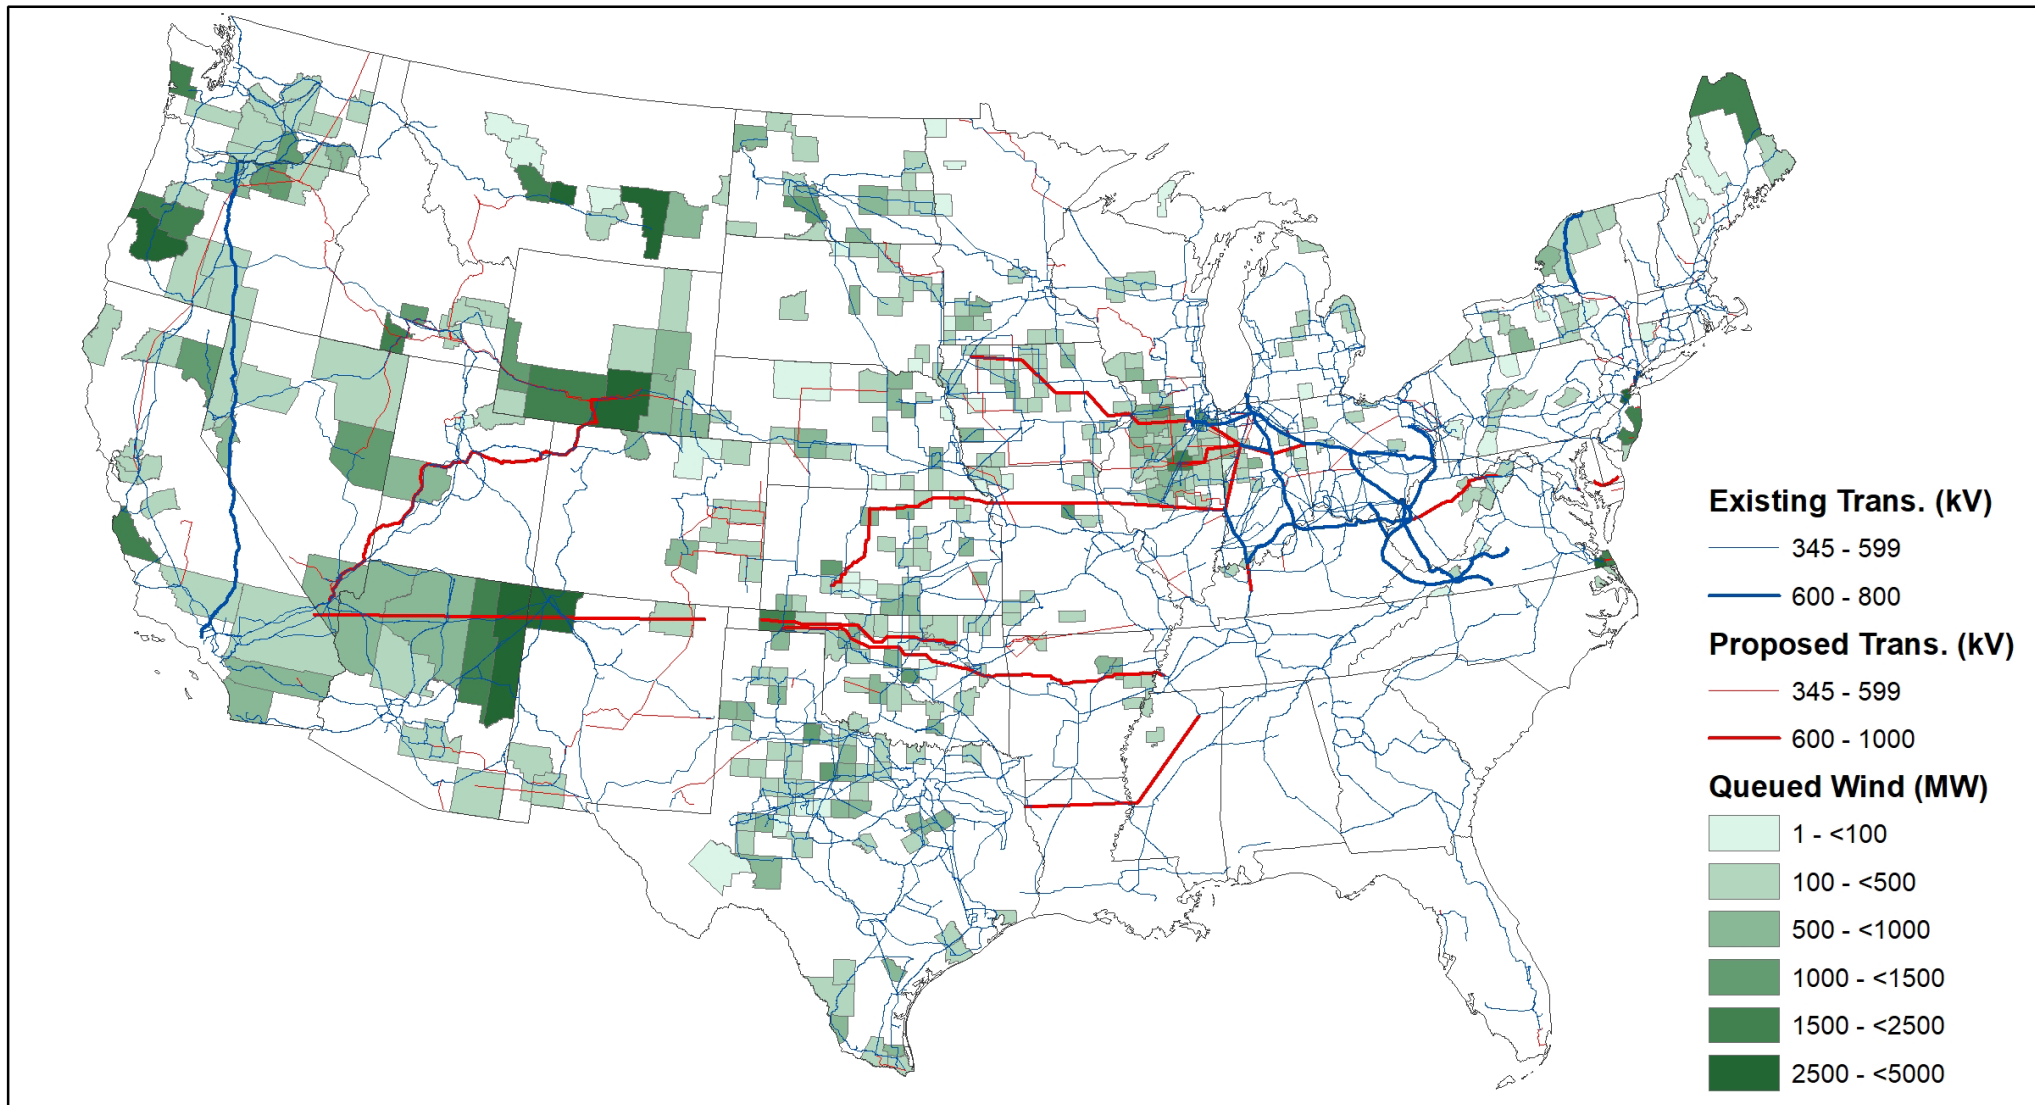 Existing Trans. (kV)
345 - 599
600 - 800
Proposed Trans. (kV)
345 - 599
600 - 1000
Queued Wind (MW)
1 - <100
100 - <500
500 - <1000
1000 - <1500
1500 - <2500
2500 - <5000